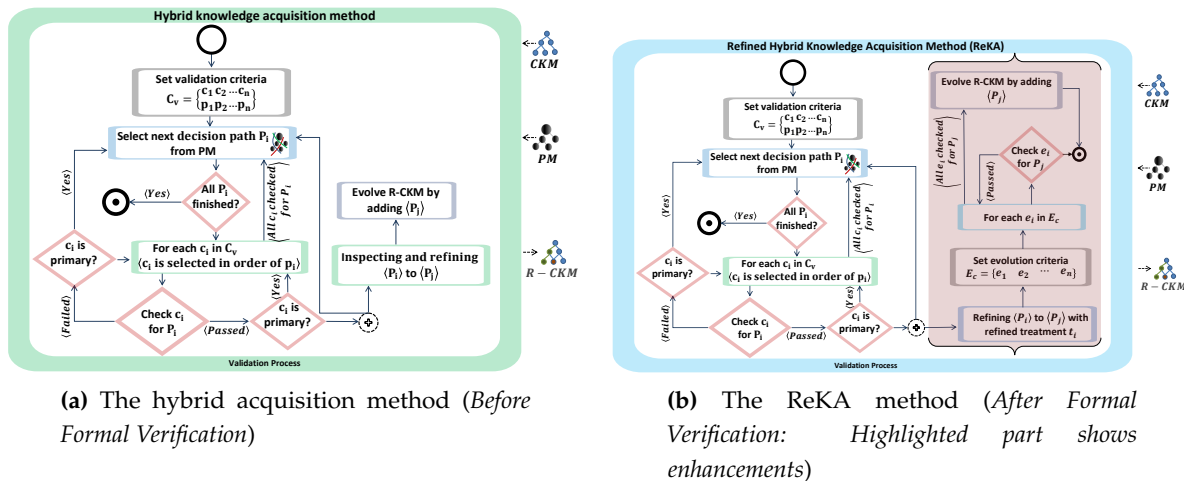 Hybrid knowledge acquisition method
Set validation criteria
C_v = {c_1 c_2 ⋯c_n
p_1p_2⋯p_n}
Select next decision path P_i
from PM
⟨Yes⟩
All P_i
finished?
⟨Yes⟩
⟨All c_i checked
for P_i⟩
Evolve R-CKM by
adding ⟨P_j⟩
c_i is
primary?
For each c_i in C_v
⟨c_i is selected in order of p_i⟩
Inspecting and refining
⟨P_i⟩ to ⟨P_j⟩
⟨Yes⟩
⟨Failed⟩
Check c_i
for P_i
⟨Passed⟩
c_i is
primary?
Validation Process
CKM
PM
R − CKM
(a) The hybrid acquisition method (Before
Formal Verification)
Refined Hybrid Knowledge Acquisition Method (ReKA)
Set validation criteria
C_v = {c_1 c_2 ⋯c_n
p_1p_2⋯p_n}
Select next decision path P_i
from PM
⟨Yes⟩
All P_i
finished?
⟨Yes⟩
⟨All c_i checked
for P_i⟩
c_i is
primary?
For each c_i in C_v
⟨c_i is selected in order of p_i⟩
⟨Yes⟩
⟨Failed⟩
Check c_i
for P_i
⟨Passed⟩
c_i is
primary?
Evolve R-CKM by adding
⟨P_j⟩
⟨All e_i checked
for P_j⟩
Check e_i
for P_j
⟨Passed⟩
For each e_i in E_c
Set evolution criteria
E_c = {e_1 e_2 ⋯ e_n}
Refining ⟨P_i⟩ to ⟨P_j⟩ with
refined treatment t_i
Validation Process
CKM
PM
R − CKM
(b) The ReKA method (After Formal
Verification: Highlighted part shows
enhancements)